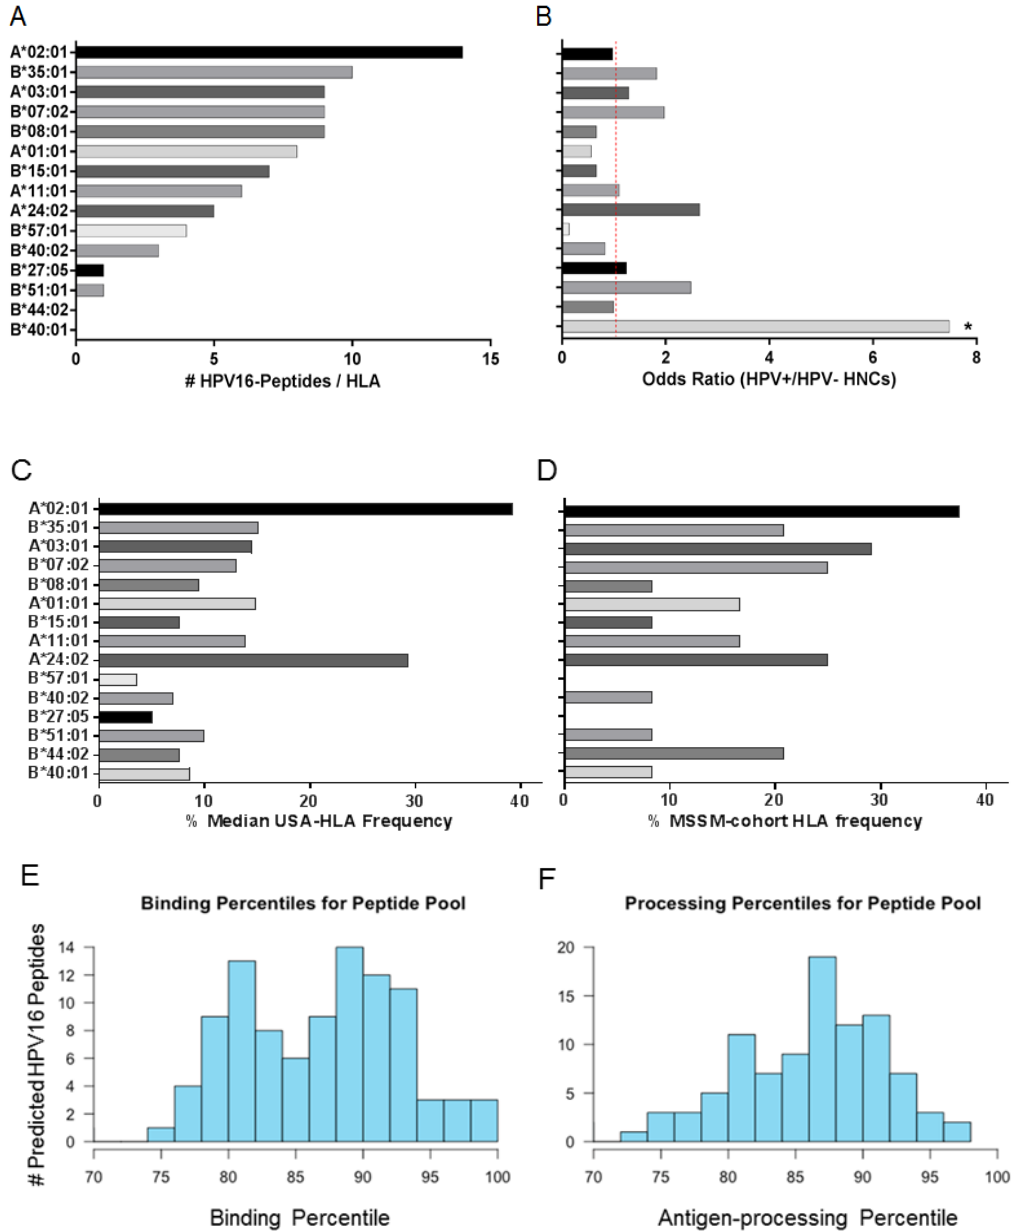 A
A*02:01
B*35:01
A*03:01
B*07:02
B*08:01
A*01:01
B*15:01
A*11:01
A*24:02
B*57:01
B*40:02
B*27:05
B*51:01
B*44:02
B*40:01
0 5 10 15
# HPV16-Peptides / HLA
B
*
0 2 4 6 8
Odds Ratio (HPV+/HPV- HNCs)
C
A*02:01
B*35:01
A*03:01
B*07:02
B*08:01
A*01:01
B*15:01
A*11:01
A*24:02
B*57:01
B*40:02
B*27:05
B*51:01
B*44:02
B*40:01
0 10 20 30 40
% Median USA-HLA Frequency
D
0 10 20 30 40
% MSSM-cohort HLA frequency
E
Binding Percentiles for Peptide Pool
# Predicted HPV16 Peptides
14
12
10
8
6
4
2
0
70 75 80 85 90 95 100
Binding Percentile
F
Processing Percentiles for Peptide Pool
20
15
10
5
0
70 75 80 85 90 95 100
Antigen-processing Percentile